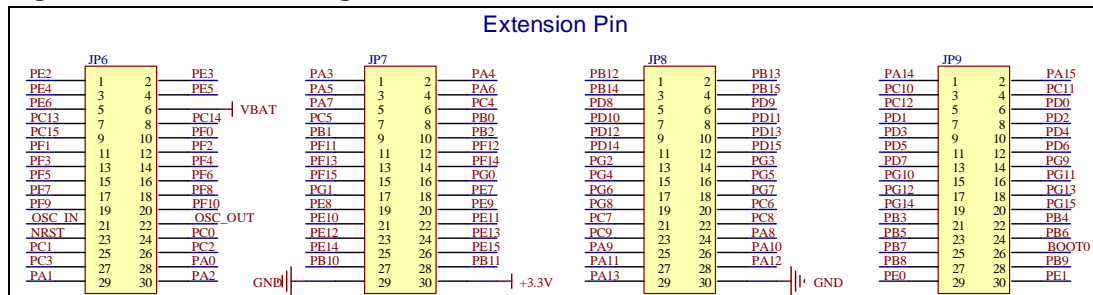 Extension Pin
JP6 JP7 JP8 JP9
PE2 1 2 PE3 PA3 1 2 PA4 PB12 1 2 PB13 PA14 1 2 PA15
PE4 3 4 PE5 PA5 3 4 PA6 PB14 3 4 PB15 PC10 3 4 PC11
PE6 5 6 VBAT PA7 5 6 PC4 PD8 5 6 PD9 PC12 5 6 PD0
PC13 7 8 PC14 PC5 7 8 PB0 PD10 7 8 PD11 PD1 7 8 PD2
PC15 9 10 PF0 PB1 9 10 PB2 PD12 9 10 PD13 PD3 9 10 PD4
PF1 11 12 PF2 PF11 11 12 PF12 PD14 11 12 PD15 PD5 11 12 PD6
PF3 13 14 PF4 PF13 13 14 PF14 PG2 13 14 PG3 PD7 13 14 PG9
PF5 15 16 PF6 PF15 15 16 PG0 PG4 15 16 PG5 PG10 15 16 PG11
PF7 17 18 PF8 PG1 17 18 PE7 PG6 17 18 PG7 PG12 17 18 PG13
PF9 19 20 PF10 PE8 19 20 PE9 PG8 19 20 PC6 PG14 19 20 PG15
OSC_IN 21 22 OSC_OUT PE10 21 22 PE11 PC7 21 22 PC8 PB3 21 22 PB4
NRST 23 24 PC0 PE12 23 24 PE13 PC9 23 24 PA8 PB5 23 24 PB6
PC1 25 26 PC2 PE14 25 26 PE15 PA9 25 26 PA10 PB7 25 26 BOOT0
PC3 27 28 PA0 PB10 27 28 PB11 PA11 27 28 PA12 PB8 27 28 PB9
PA1 29 30 PA2 GND 29 30 +3.3V PA13 29 30 GND PE0 29 30 PE1